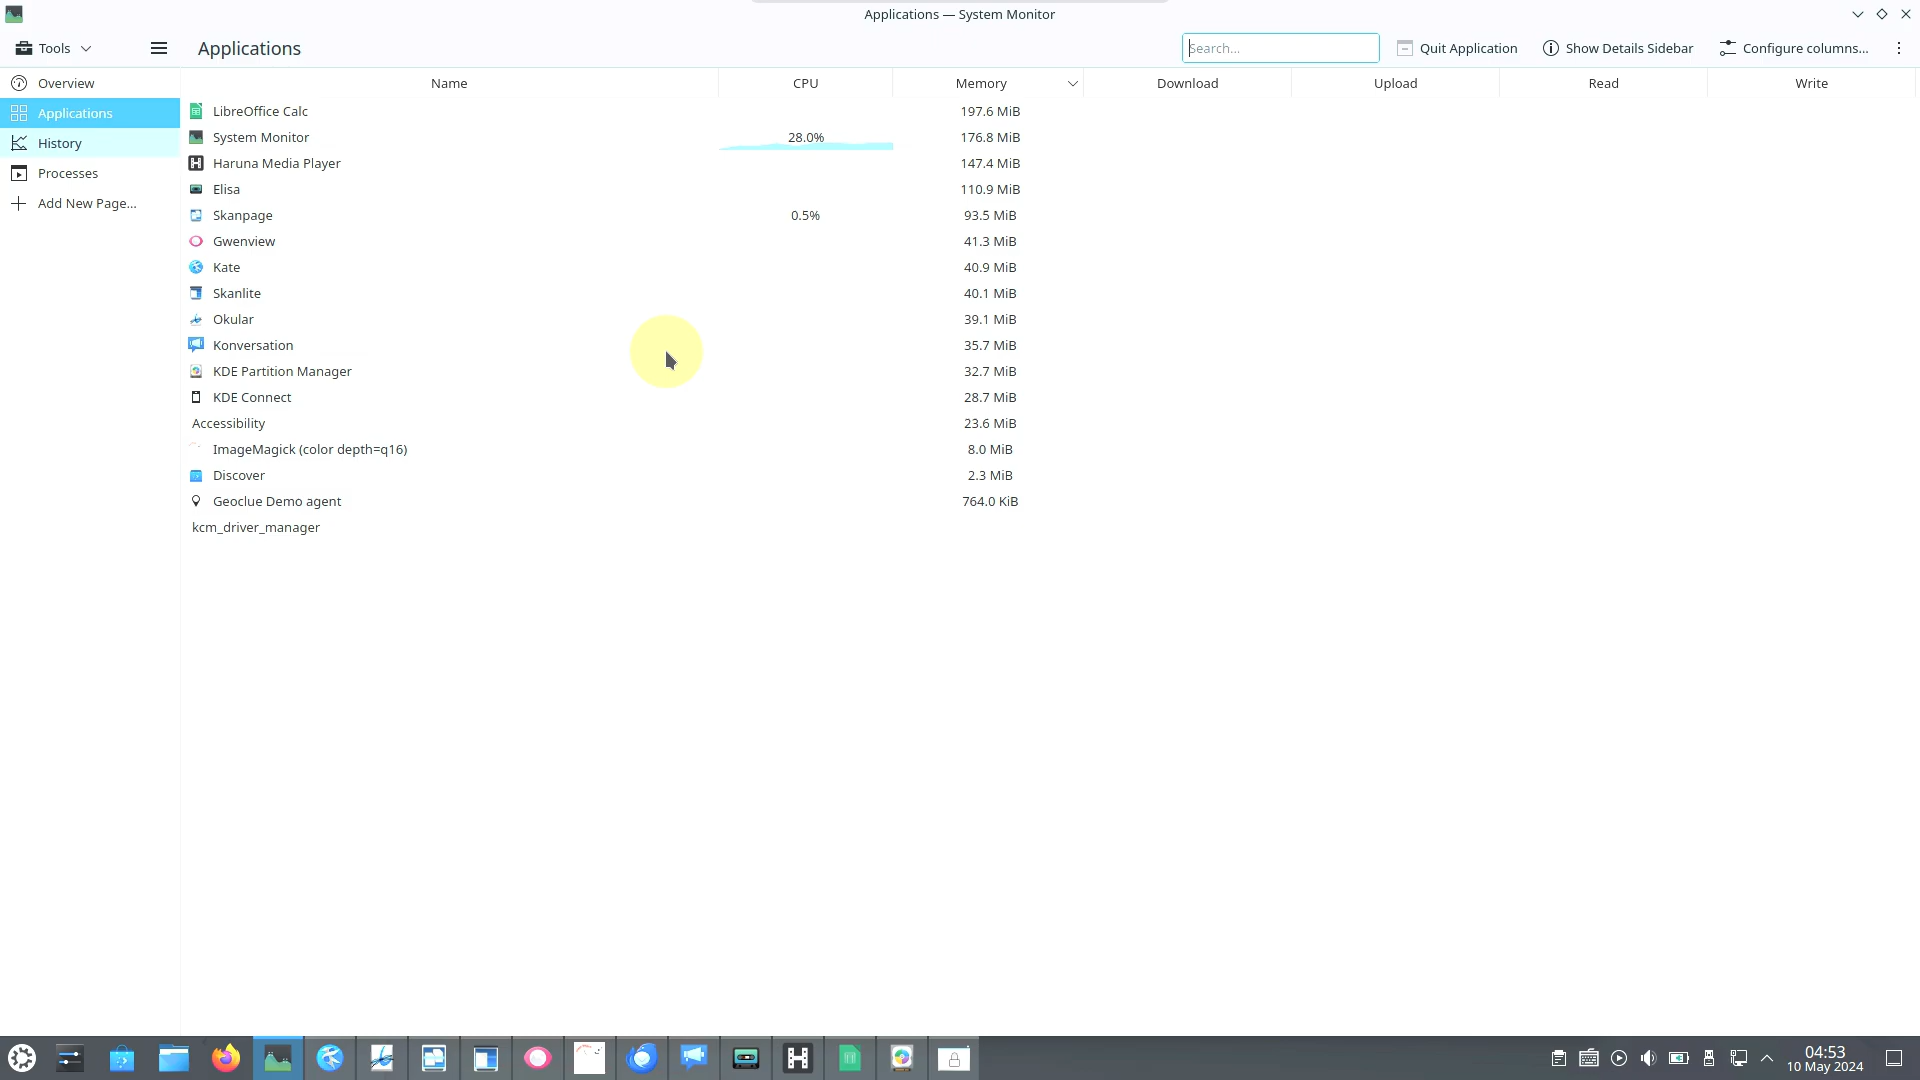 Applications — System Monitor
Tools
Applications
Search...
Quit Application
Show Details Sidebar
Configure columns...
Overview
Applications
History
Processes
Add New Page...
Name CPU Memory Download Upload Read Write
LibreOffice Calc 197.6 MiB
System Monitor 28.0% 176.8 MiB
Haruna Media Player 147.4 MiB
Elisa 110.9 MiB
Skanpage 0.5% 93.5 MiB
Gwenview 41.3 MiB
Kate 40.9 MiB
Skanlite 40.1 MiB
Okular 39.1 MiB
Konversation 35.7 MiB
KDE Partition Manager 32.7 MiB
KDE Connect 28.7 MiB
Accessibility 23.6 MiB
ImageMagick (color depth=q16) 8.0 MiB
Discover 2.3 MiB
Geoclue Demo agent 764.0 KiB
kcm_driver_manager
04:53
10 May 2024